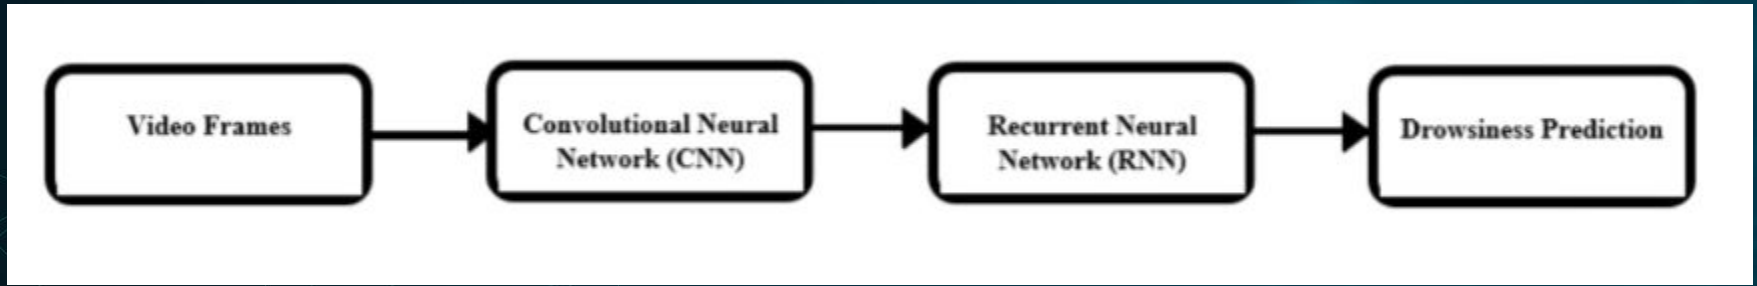 Video Frames
Convolutional Neural
Network (CNN)
Recurrent Neural
Network (RNN)
Drowsiness Prediction